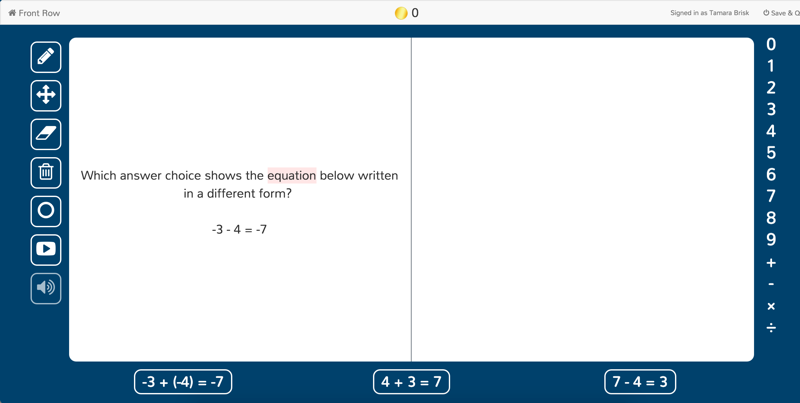 Front Row
0
Signed in as Tamara Brisk
Save & Q
Which answer choice shows the equation below written
in a different form?
-3 - 4 = -7
0
1
2
3
4
5
6
7
8
9
+
-
×
÷
-3 + (-4) = -7
4 + 3 = 7
7 - 4 = 3